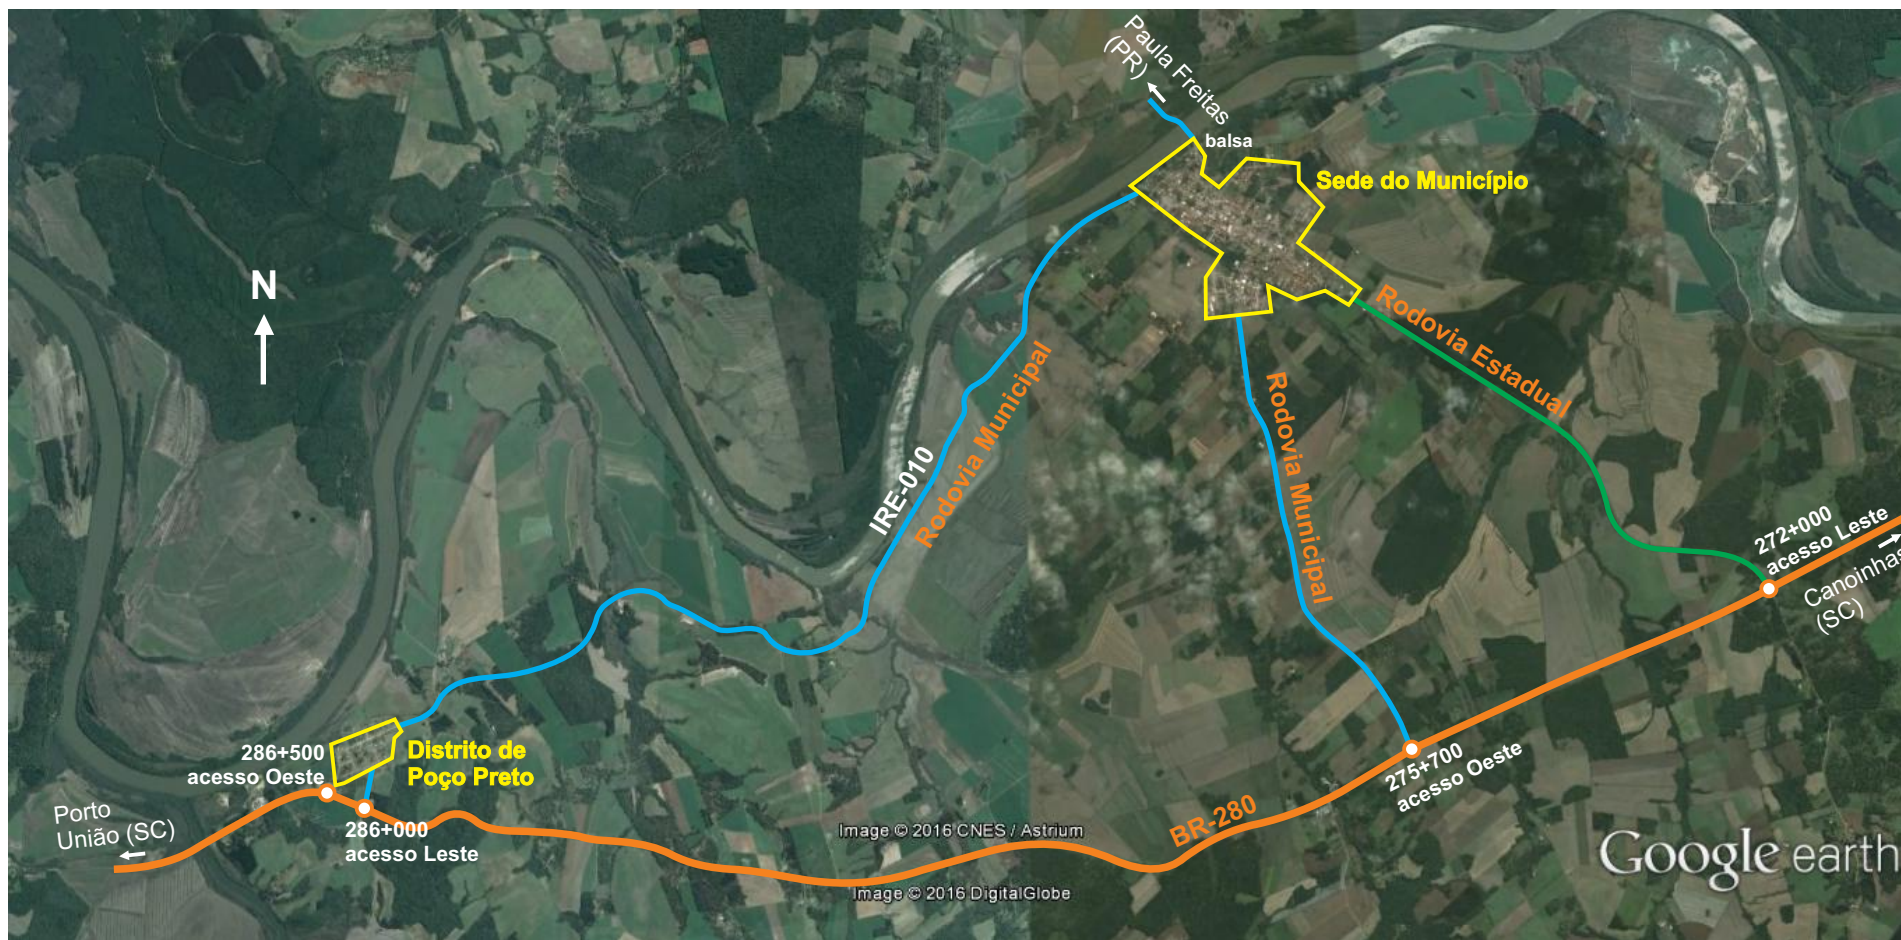 Paula Freitas
(PR)
balsa
Sede do Município
N
Rodovia Estadual
Rodovia Municipal
IRE-010
Rodovia Municipal
272+000
acesso Leste
Canoinhas
(SC)
286+500
acesso Oeste
Distrito de
Poço Preto
275+700
acesso Oeste
Porto
União (SC)
286+000
acesso Leste
BR-280
Image © 2016 CNES / Astrium
Image © 2016 DigitalGlobe
Google earth